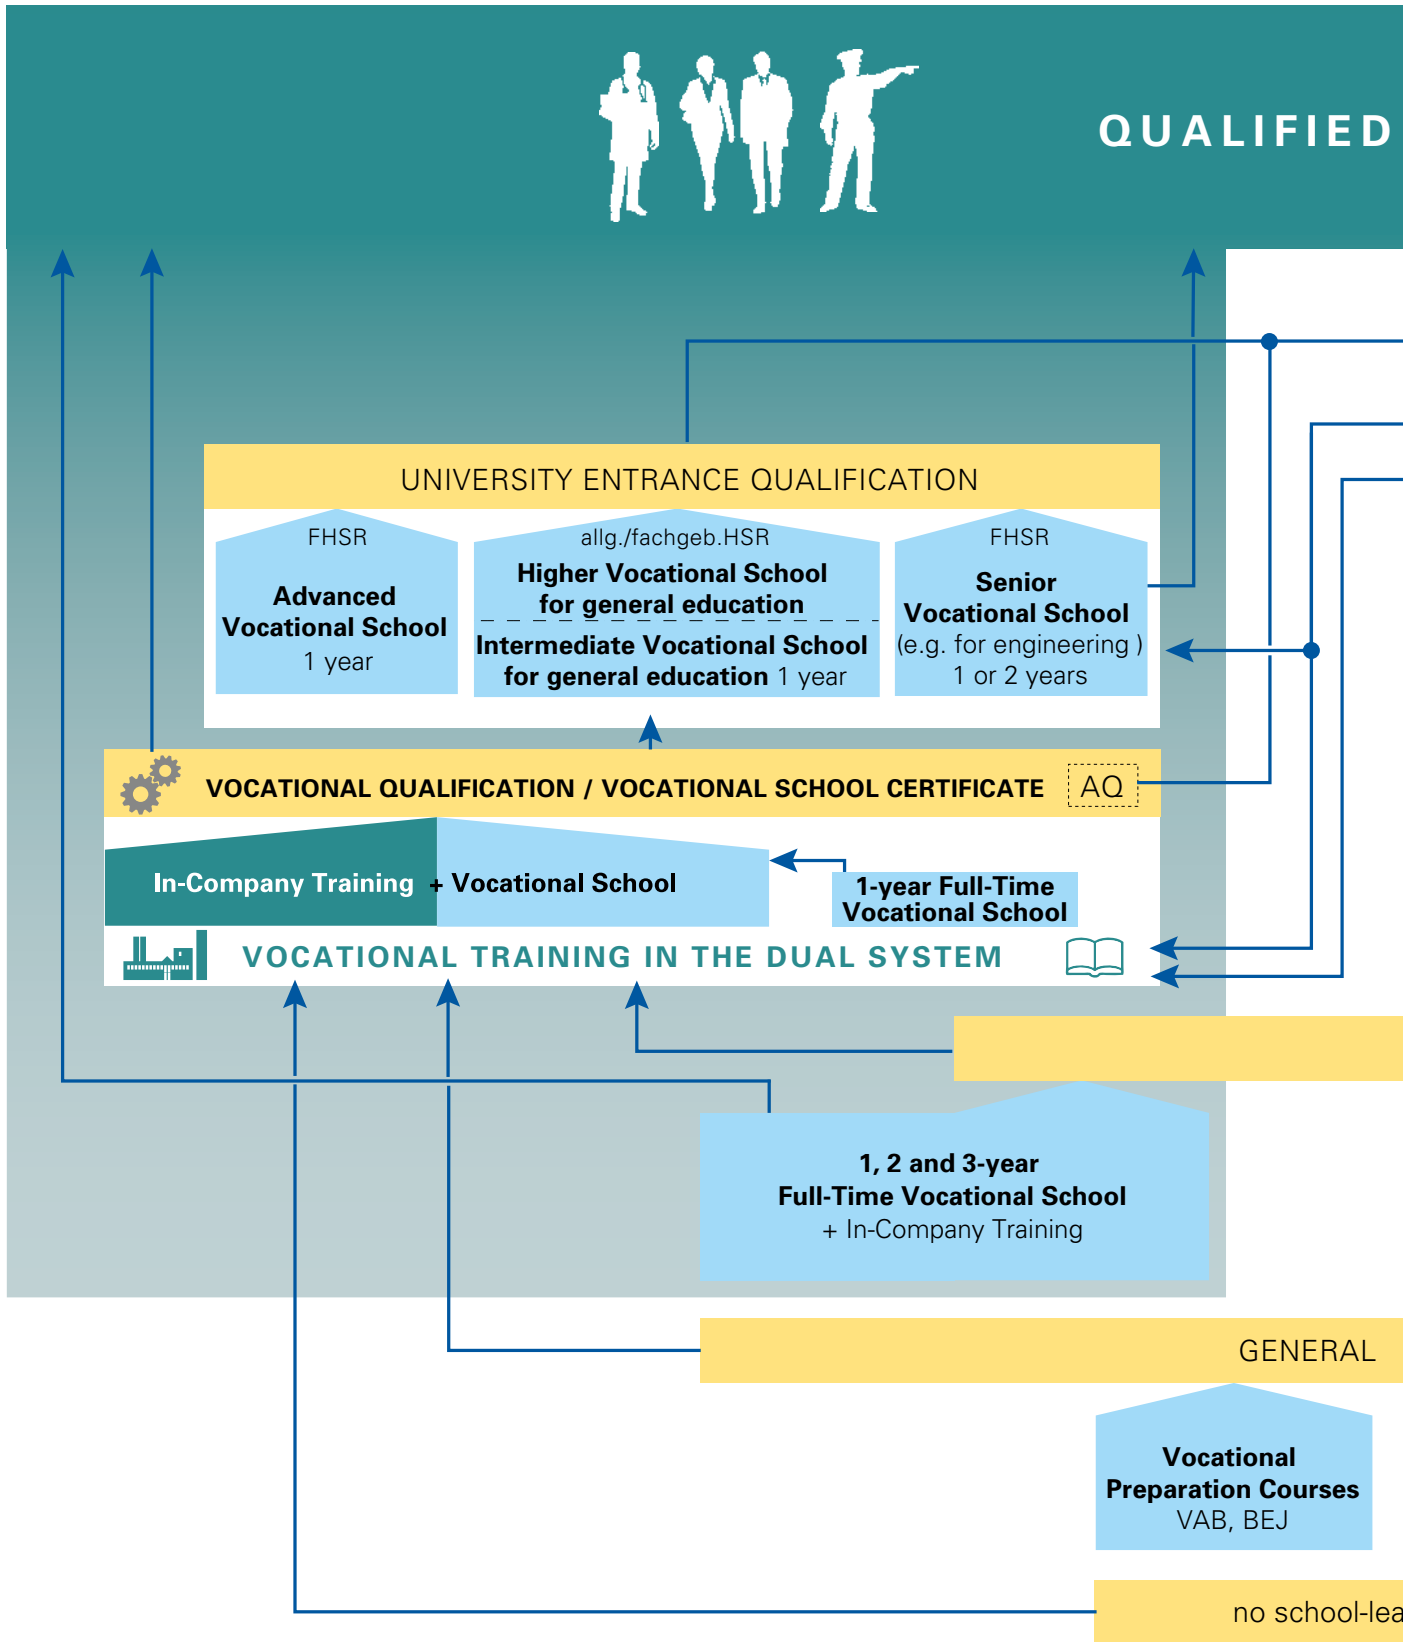 QUALIFIED
UNIVERSITY ENTRANCE QUALIFICATION
FHSR
Advanced
Vocational School
1 year
allg./fachgeb.HSR
Higher Vocational School
for general education
Intermediate Vocational School
for general education 1 year
FHSR
Senior
Vocational School
(e.g. for engineering )
1 or 2 years
VOCATIONAL QUALIFICATION / VOCATIONAL SCHOOL CERTIFICATE AQ
In-Company Training + Vocational School
1-year Full-Time
Vocational School
VOCATIONAL TRAINING IN THE DUAL SYSTEM
1, 2 and 3-year
Full-Time Vocational School
+ In-Company Training
GENERAL
Vocational
Preparation Courses
VAB, BEJ
no school-lea